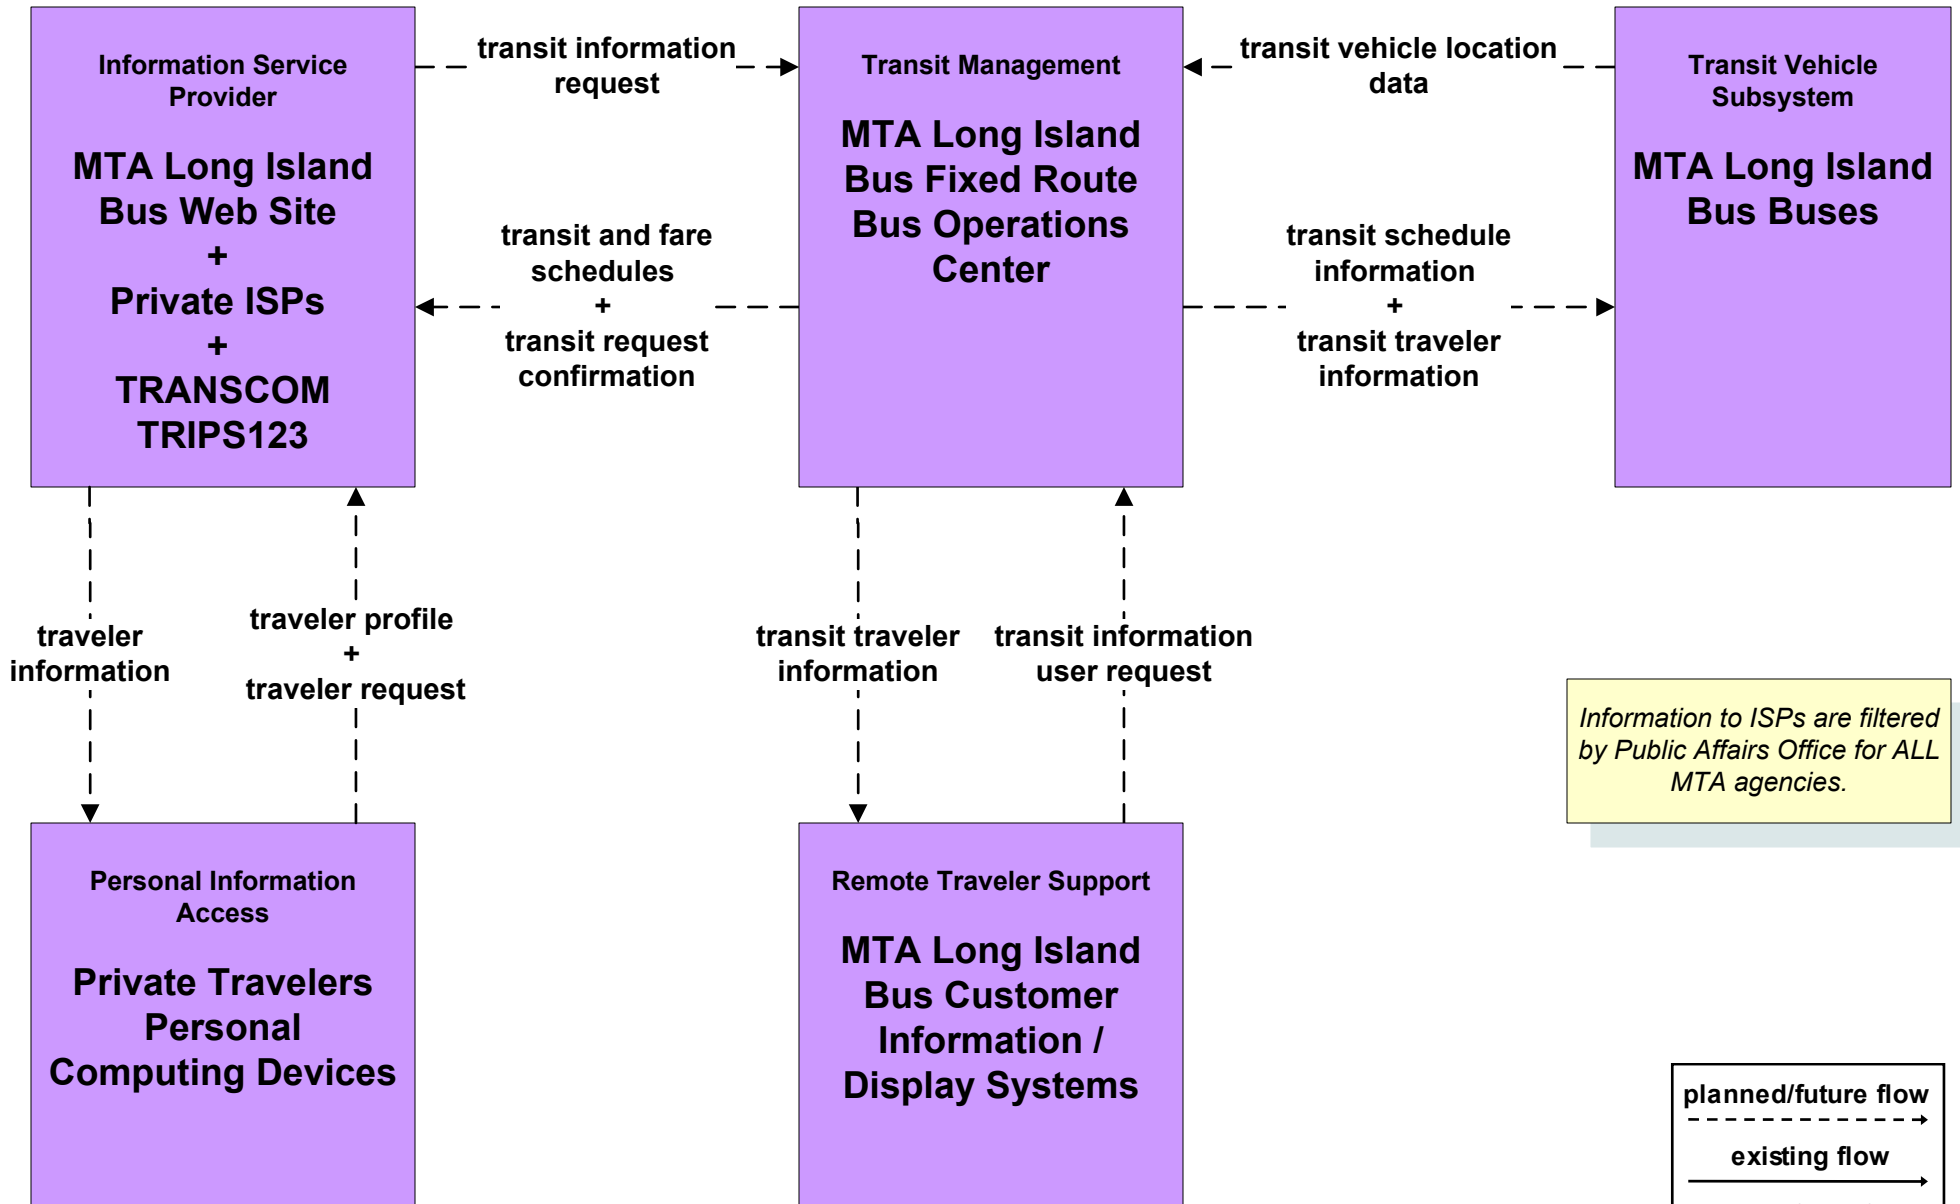 Information Service
Provider
MTA Long Island
Bus Web Site
+
Private ISPs
+
TRANSCOM
TRIPS123
transit information
request
transit and fare
schedules
+
transit request
confirmation
Transit Management
MTA Long Island
Bus Fixed Route
Bus Operations
Center
transit vehicle location
data
transit schedule
information
+
transit traveler
information
Transit Vehicle
Subsystem
MTA Long Island
Bus Buses
traveler
information
traveler profile
+
traveler request
transit traveler
information
transit information
user request
Information to ISPs are filtered
by Public Affairs Office for ALL
MTA agencies.
Personal Information
Access
Private Travelers
Personal
Computing Devices
Remote Traveler Support
MTA Long Island
Bus Customer
Information /
Display Systems
planned/future flow
existing flow